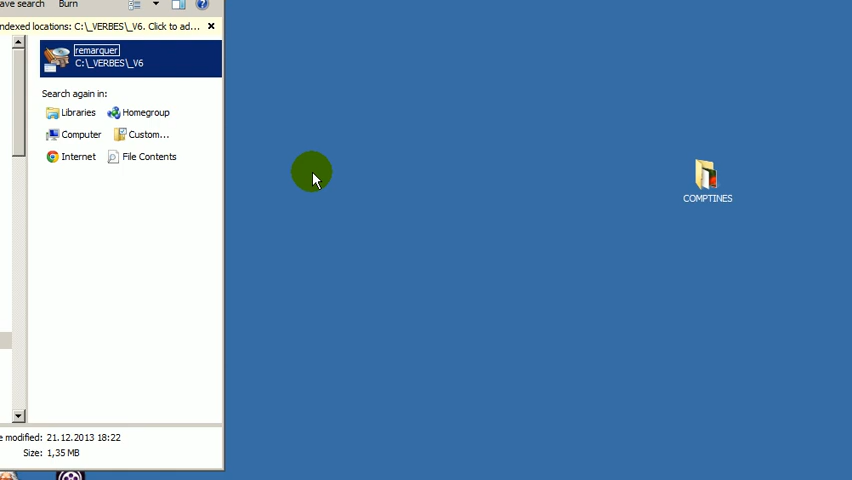 ave search Burn
ndexed locations: C:\_VERBES\_V6. Click to ad...
remarquer
C:\_VERBES\_V6
Search again in:
Libraries Homegroup
Computer Custom...
Internet File Contents
COMPTINES
e modified: 21.12.2013 18:22
Size: 1,35 MB